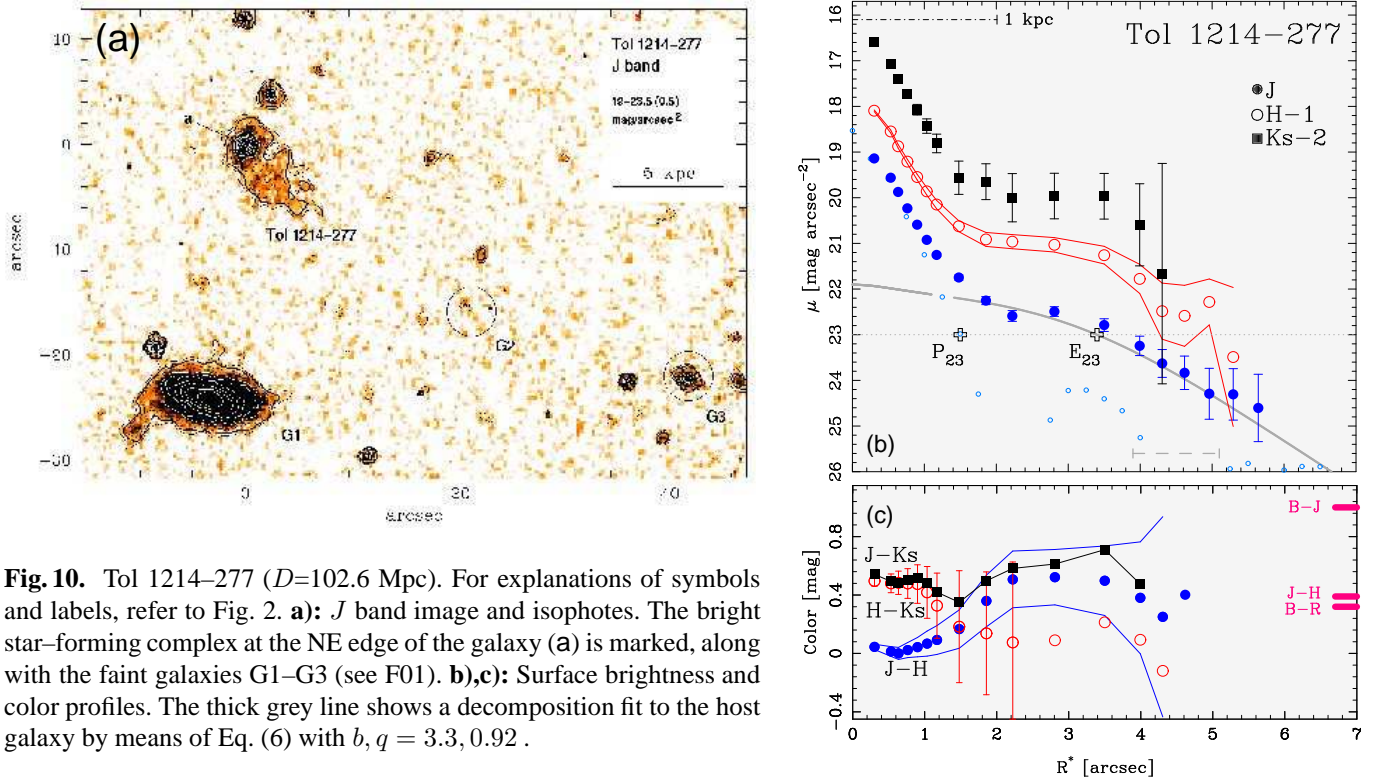 (a)
Tol 1214-277
J band
19-23.5(0.5)
mag/arcsec2
6 kpc
a
Tol 1214-277
G1
G2
G3
10
0
10
-20
-30
arcsec
0
20
40
arcsec
Fig. 10. Tol 1214–277 (D=102.6 Mpc). For explanations of symbols
and labels, refer to Fig. 2. a): J band image and isophotes. The bright
star–forming complex at the NE edge of the galaxy (a) is marked, along
with the faint galaxies G1–G3 (see F01). b),c): Surface brightness and
color profiles. The thick grey line shows a decomposition fit to the host
galaxy by means of Eq. (6) with b, q = 3.3, 0.92 .
1 kpc
Tol 1214-277
J
H-1
Ks-2
P23
E23
(b)
16
17
18
19
20
21
22
23
24
25
26
μ [mag arcsec-2]
(c)
J-Ks
H-Ks
J-H
B-J
J-H
B-R
0.8
0.4
0
-0.4
Color [mag]
0
1
2
3
4
5
6
7
R* [arcsec]